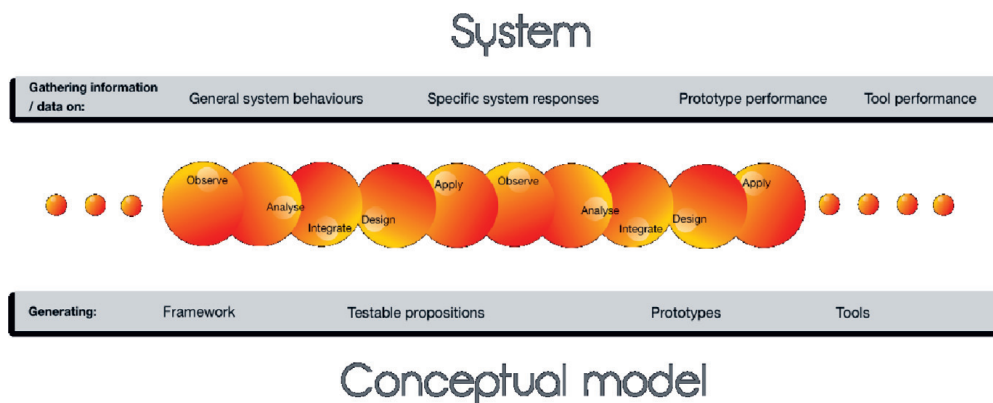 System
Gathering information
/ data on:
General system behaviours Specific system responses Prototype performance Tool performance
Observe Apply Observe Apply
Analyse Integrate Design Analyse Integrate Design
Generating: Framework Testable propositions Prototypes Tools
Conceptual model